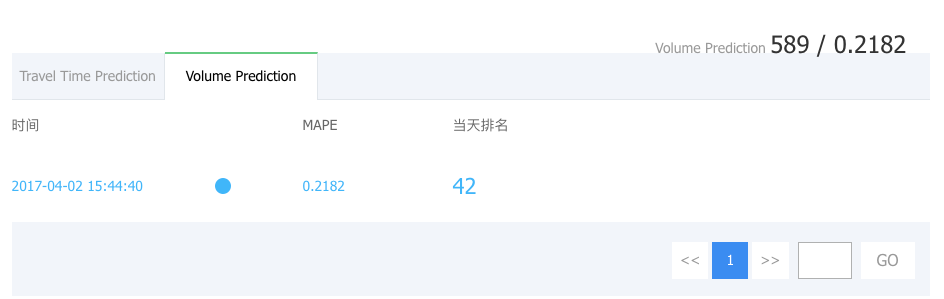 Volume Prediction 589 / 0.2182
Travel Time Prediction Volume Prediction
时间 MAPE 当天排名
2017-04-02 15:44:40 0.2182 42
<< 1 >> GO